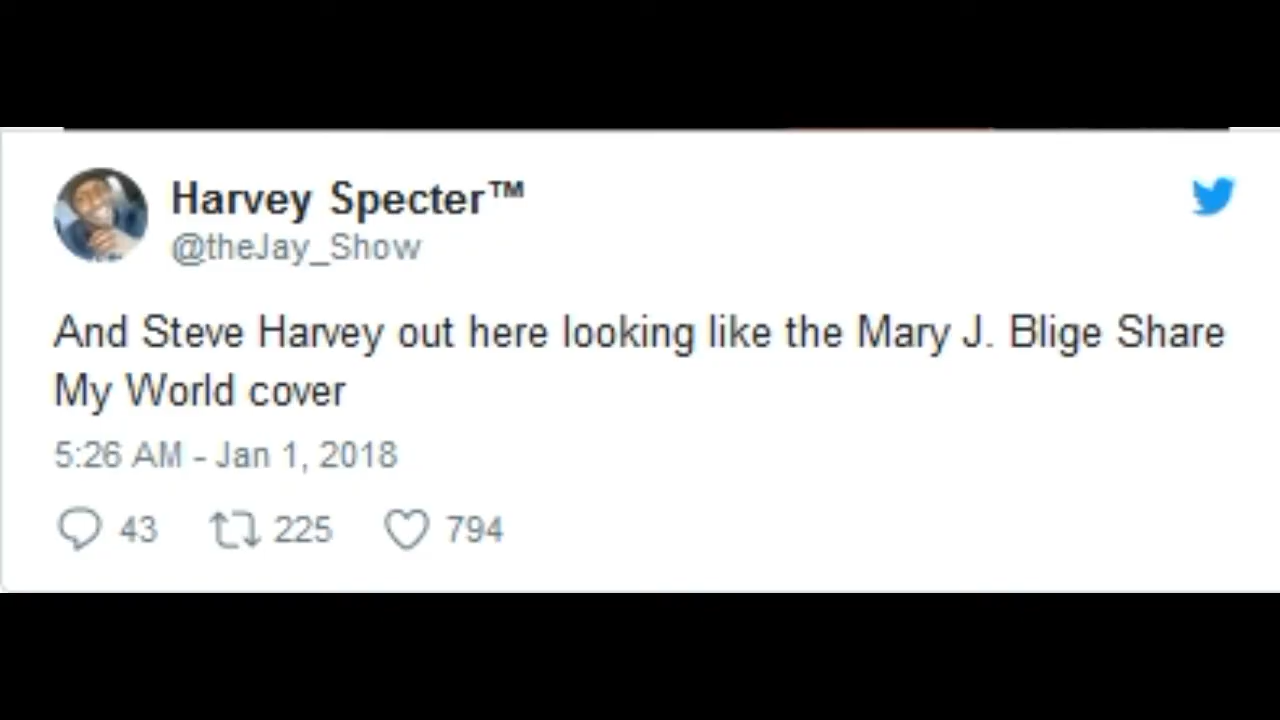 Harvey Specter™
@theJay_Show
And Steve Harvey out here looking like the Mary J. Blige Share
My World cover
5:26 AM - Jan 1, 2018
43 225 794